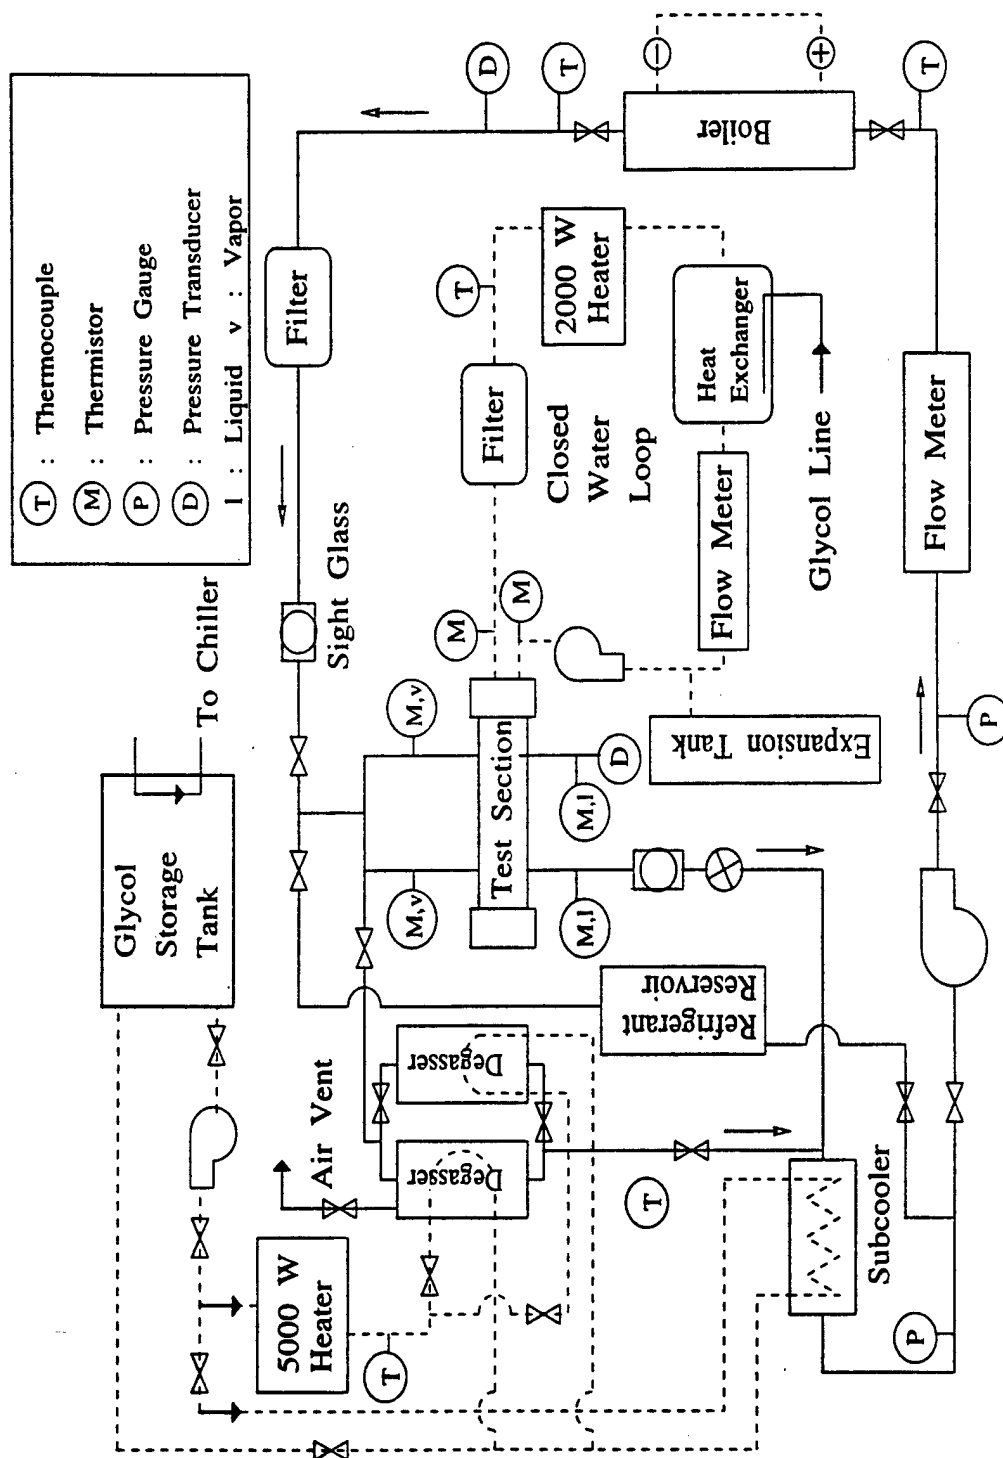 T : Thermocouple
M : Thermistor
P : Pressure Gauge
D : Pressure Transducer
l : Liquid v : Vapor
Glycol
Storage
Tank
To Chiller
Sight Glass
Filter
D
T
Boiler
−
+
T
2000 W
Heater
T
Filter
Closed
Water
Loop
Heat
Exchanger
Glycol Line
Flow Meter
Flow Meter
M
M
M,v
M,v
Test Section
M,l
M,l
D
Expansion Tank
P
Refrigerant
Reservoir
Air Vent
Degasser
Degasser
5000 W
Heater
T
T
Subcooler
P